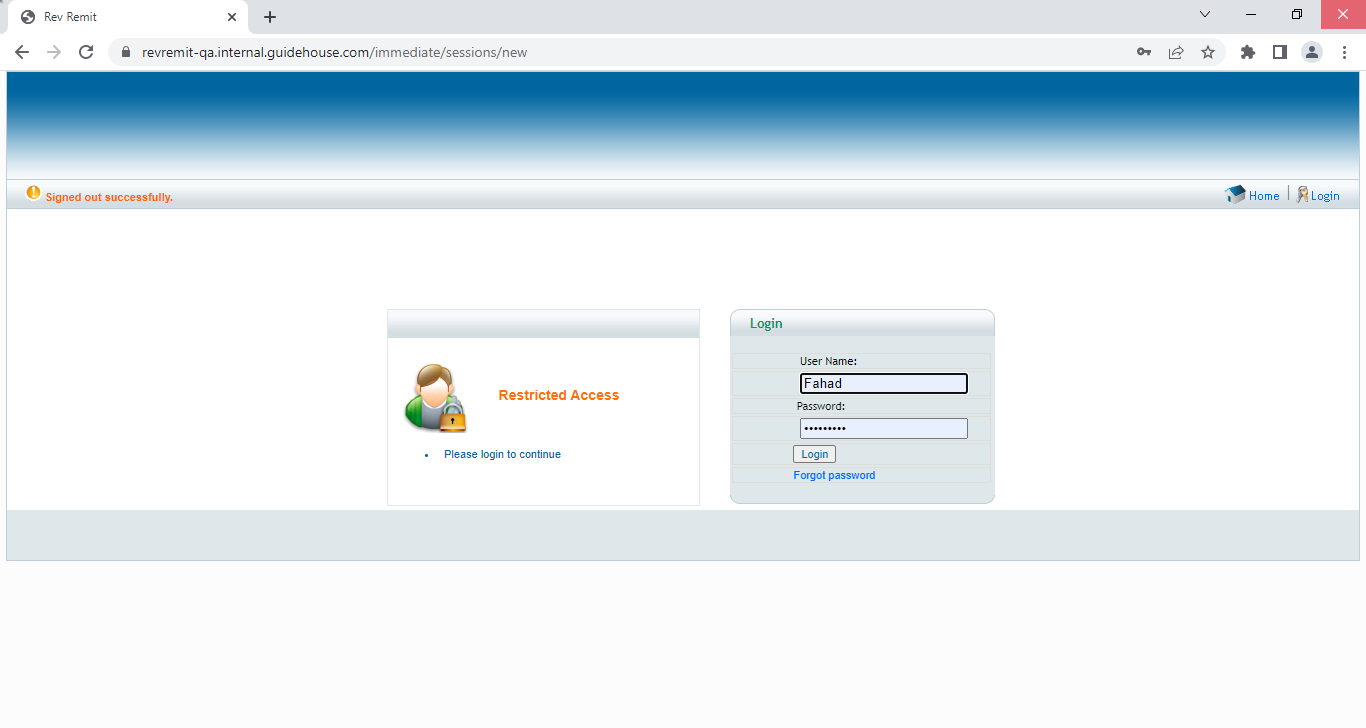 Rev Remit
revremit-qa.internal.guidehouse.com/immediate/sessions/new
Signed out successfully.
Home
Login
Login
User Name:
Fahad
Restricted Access
Password:
•••••••••
Login
• Please login to continue
Forgot password